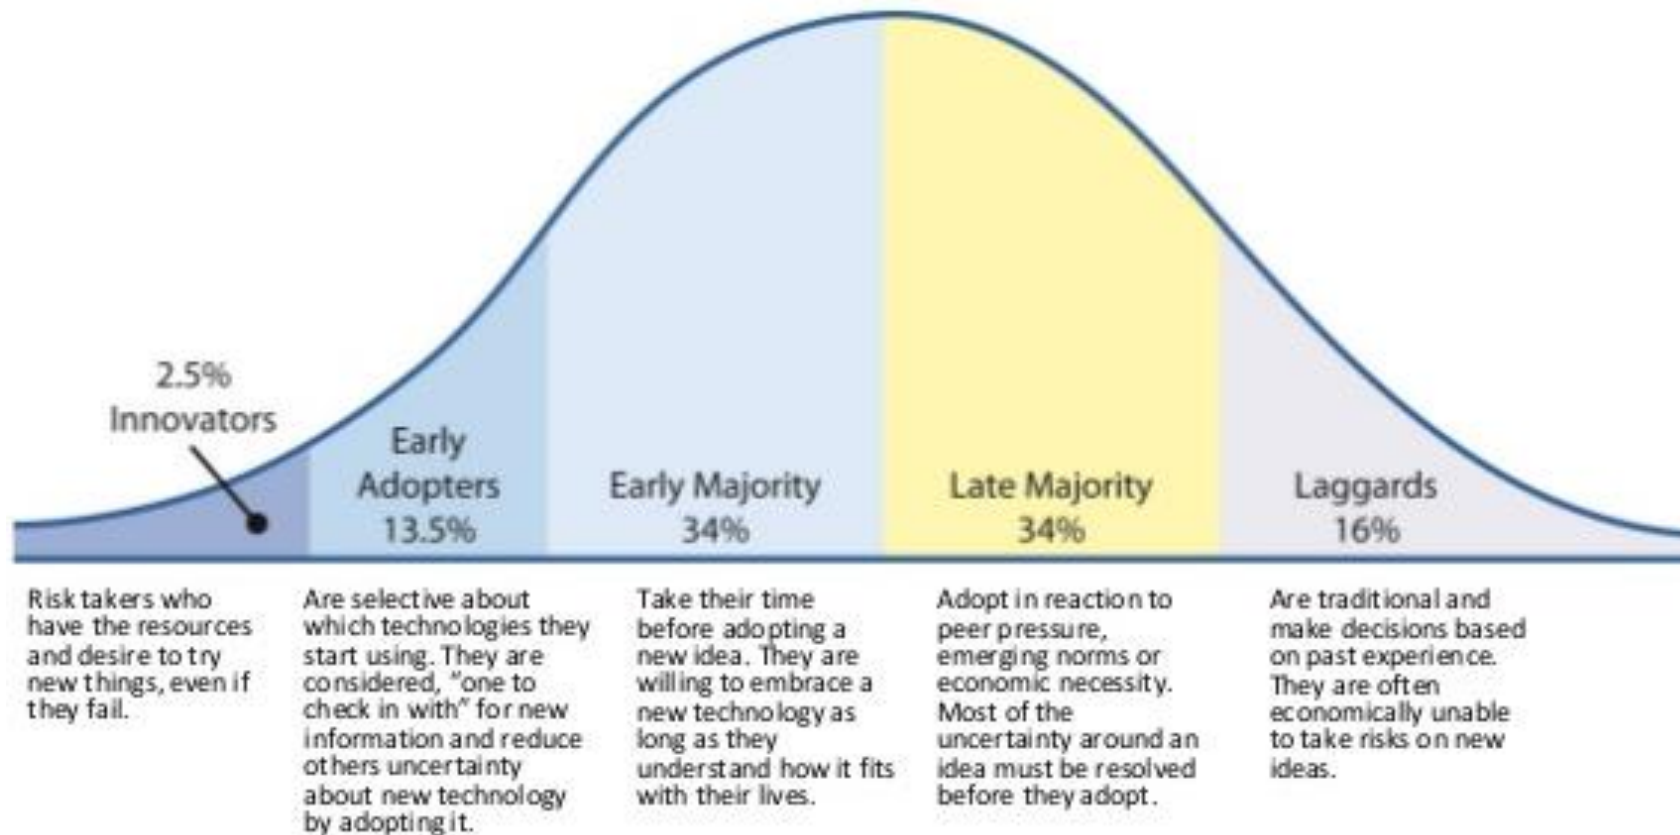 2.5%
Innovators
Early
Adopters
13.5%
Early Majority
34%
Late Majority
34%
Laggards
16%
Risk takers who
have the resources
and desire to try
new things, even if
they fail.
Are selective about
which technologies they
start using. They are
considered, “one to
check in with” for new
information and reduce
others uncertainty
about new technology
by adopting it.
Take their time
before adopting a
new idea. They are
willing to embrace a
new technology as
long as they
understand how it fits
with their lives.
Adopt in reaction to
peer pressure,
emerging norms or
economic necessity.
Most of the
uncertainty around an
idea must be resolved
before they adopt.
Are traditional and
make decisions based
on past experience.
They are often
economically unable
to take risks on new
ideas.